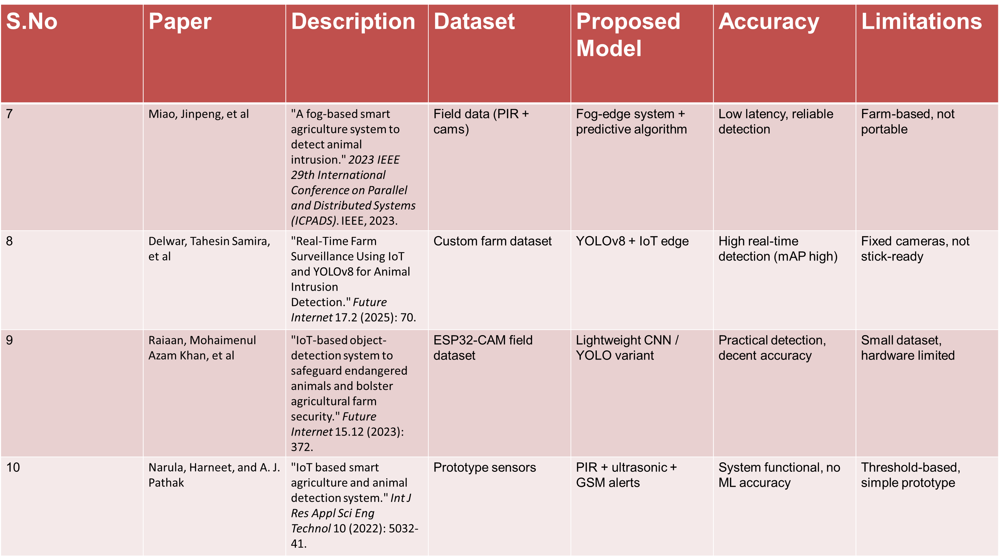 S.No
Paper
Description
Dataset
Proposed
Model
Accuracy
Limitations
7
Miao, Jinpeng, et al
"A fog-based smart
agriculture system to
detect animal
intrusion." 2023 IEEE
29th International
Conference on Parallel
and Distributed Systems
(ICPADS). IEEE, 2023.
Field data (PIR +
cams)
Fog-edge system +
predictive algorithm
Low latency, reliable
detection
Farm-based, not
portable
8
Delwar, Tahesin Samira,
et al
"Real-Time Farm
Surveillance Using IoT
and YOLOv8 for Animal
Intrusion
Detection." Future
Internet 17.2 (2025): 70.
Custom farm dataset
YOLOv8 + IoT edge
High real-time
detection (mAP high)
Fixed cameras, not
stick-ready
9
Raiaan, Mohaimenul
Azam Khan, et al
"IoT-based object-
detection system to
safeguard endangered
animals and bolster
agricultural farm
security." Future
Internet 15.12 (2023):
372.
ESP32-CAM field
dataset
Lightweight CNN /
YOLO variant
Practical detection,
decent accuracy
Small dataset,
hardware limited
10
Narula, Harneet, and A. J.
Pathak
"IoT based smart
agriculture and animal
detection system." Int J
Res Appl Sci Eng
Technol 10 (2022): 5032-
41.
Prototype sensors
PIR + ultrasonic +
GSM alerts
System functional, no
ML accuracy
Threshold-based,
simple prototype